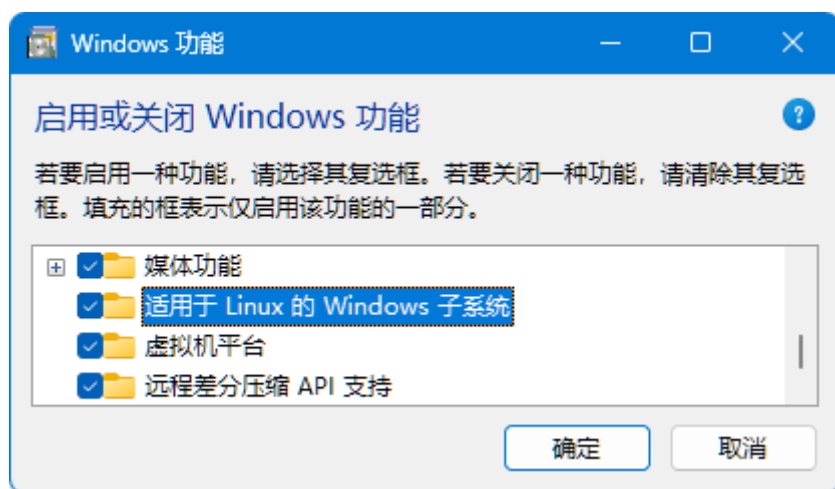 Windows 功能
启用或关闭 Windows 功能
若要启用一种功能，请选择其复选框。若要关闭一种功能，请清除其复选
框。填充的框表示仅启用该功能的一部分。
媒体功能
适用于 Linux 的 Windows 子系统
虚拟机平台
远程差分压缩 API 支持
确定
取消